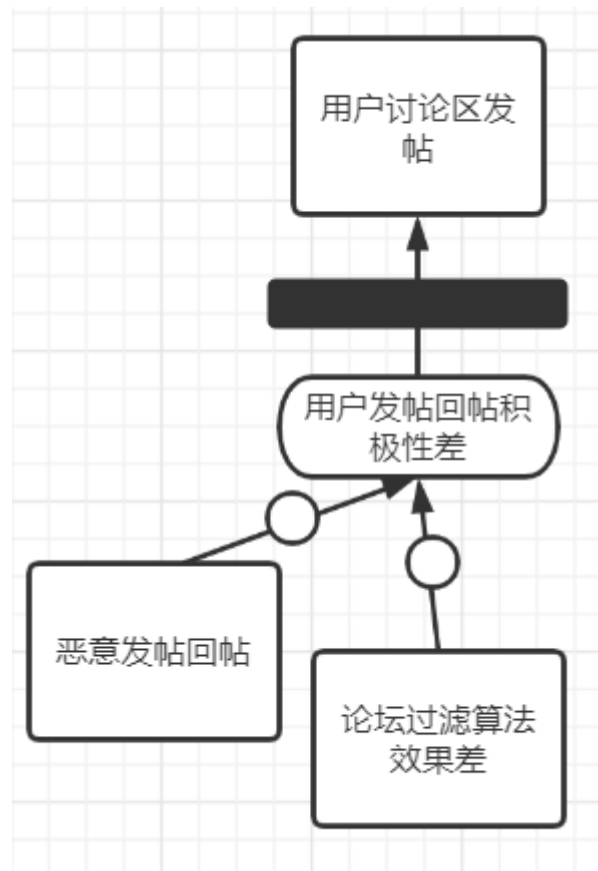 用户讨论区发
帖
用户发帖回帖积
极性差
恶意发帖回帖
论坛过滤算法
效果差